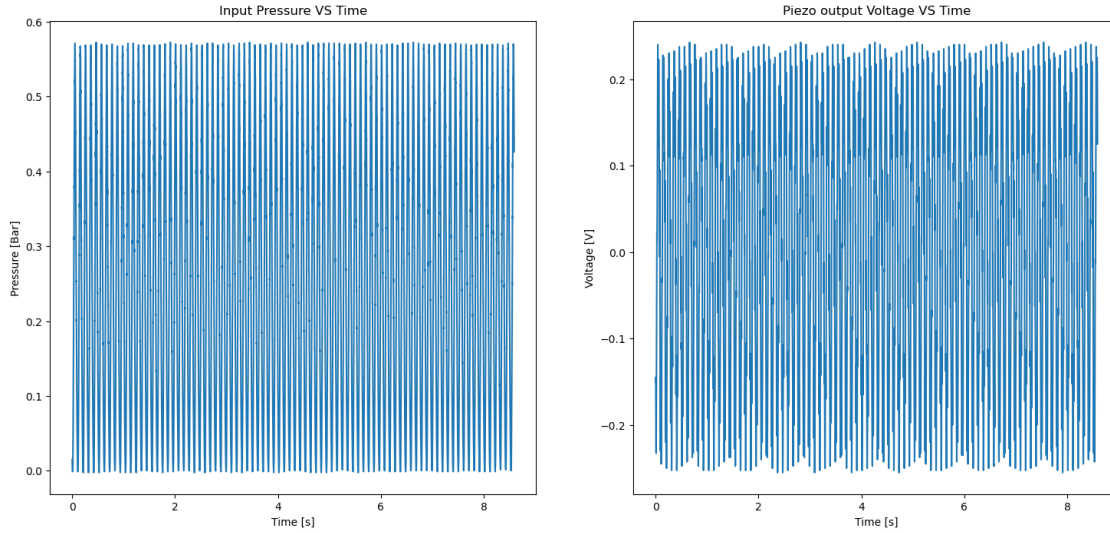 Input Pressure VS Time
Pressure [Bar]
0.6
0.5
0.4
0.3
0.2
0.1
0.0
0 2 4 6 8
Time [s]
Piezo output Voltage VS Time
Voltage [V]
0.2
0.1
0.0
−0.1
−0.2
0 2 4 6 8
Time [s]